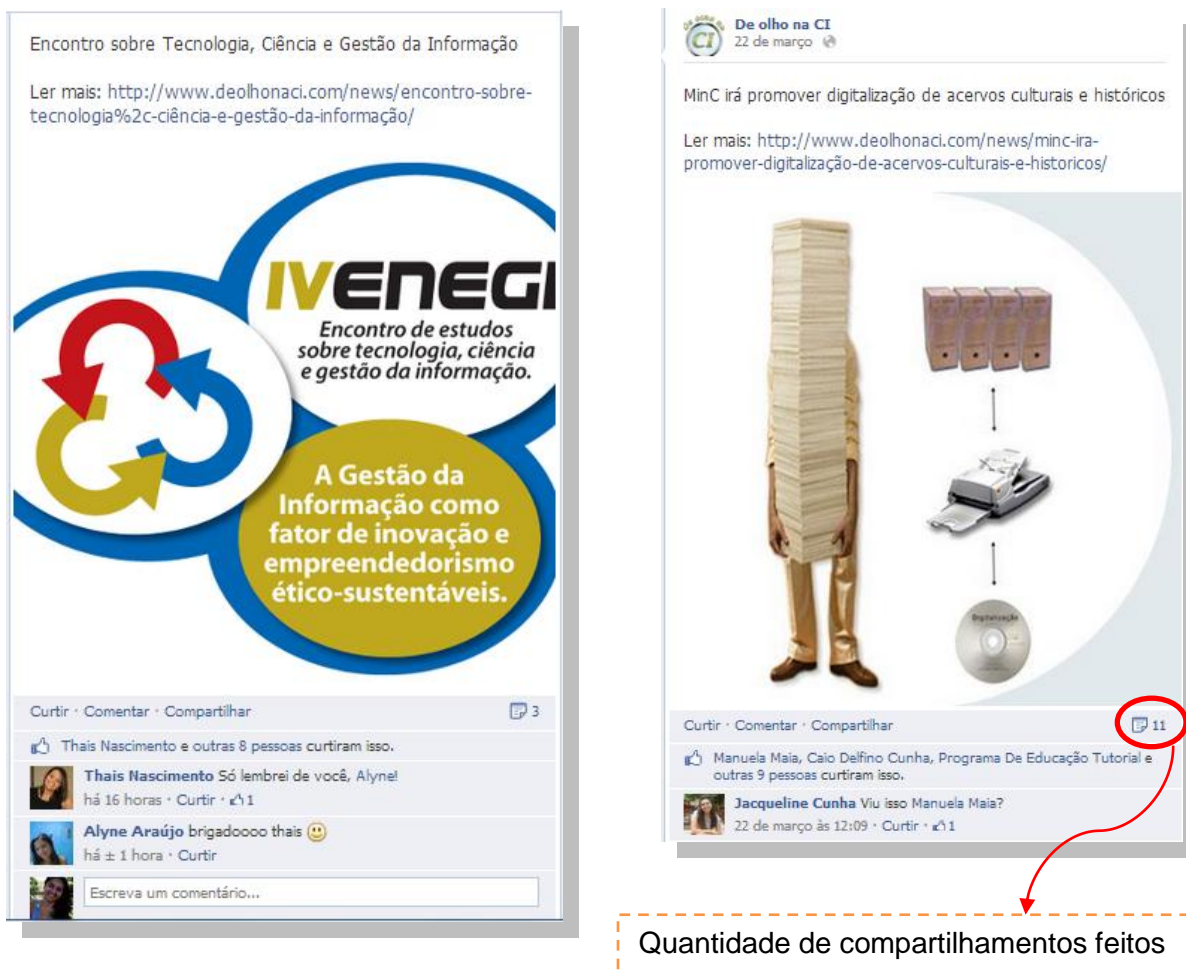 Encontro sobre Tecnologia, Ciência e Gestão da Informação
Ler mais: http://www.deolhonaci.com/news/encontro-sobre-
tecnologia%2c-ciência-e-gestão-da-informação/
IVENEGI
Encontro de estudos
sobre tecnologia, ciência
e gestão da informação.
A Gestão da
Informação como
fator de inovação e
empreendedorismo
ético-sustentáveis.
Curtir · Comentar · Compartilhar 3
Thais Nascimento e outras 8 pessoas curtiram isso.
Thais Nascimento Só lembrei de você, Alyne!
há 16 horas · Curtir · 1
Alyne Araújo brigadoooo thais
há ± 1 hora · Curtir
Escreva um comentário...
De olho na CI
CI
De olho na CI
22 de março
MinC irá promover digitalização de acervos culturais e históricos
Ler mais: http://www.deolhonaci.com/news/minc-ira-
promover-digitalização-de-acervos-culturais-e-historicos/
Digitalização
Curtir · Comentar · Compartilhar 11
Manuela Maia, Caio Delfino Cunha, Programa De Educação Tutorial e
outras 9 pessoas curtiram isso.
Jacqueline Cunha Viu isso Manuela Maia?
22 de março às 12:09 · Curtir · 1
Quantidade de compartilhamentos feitos